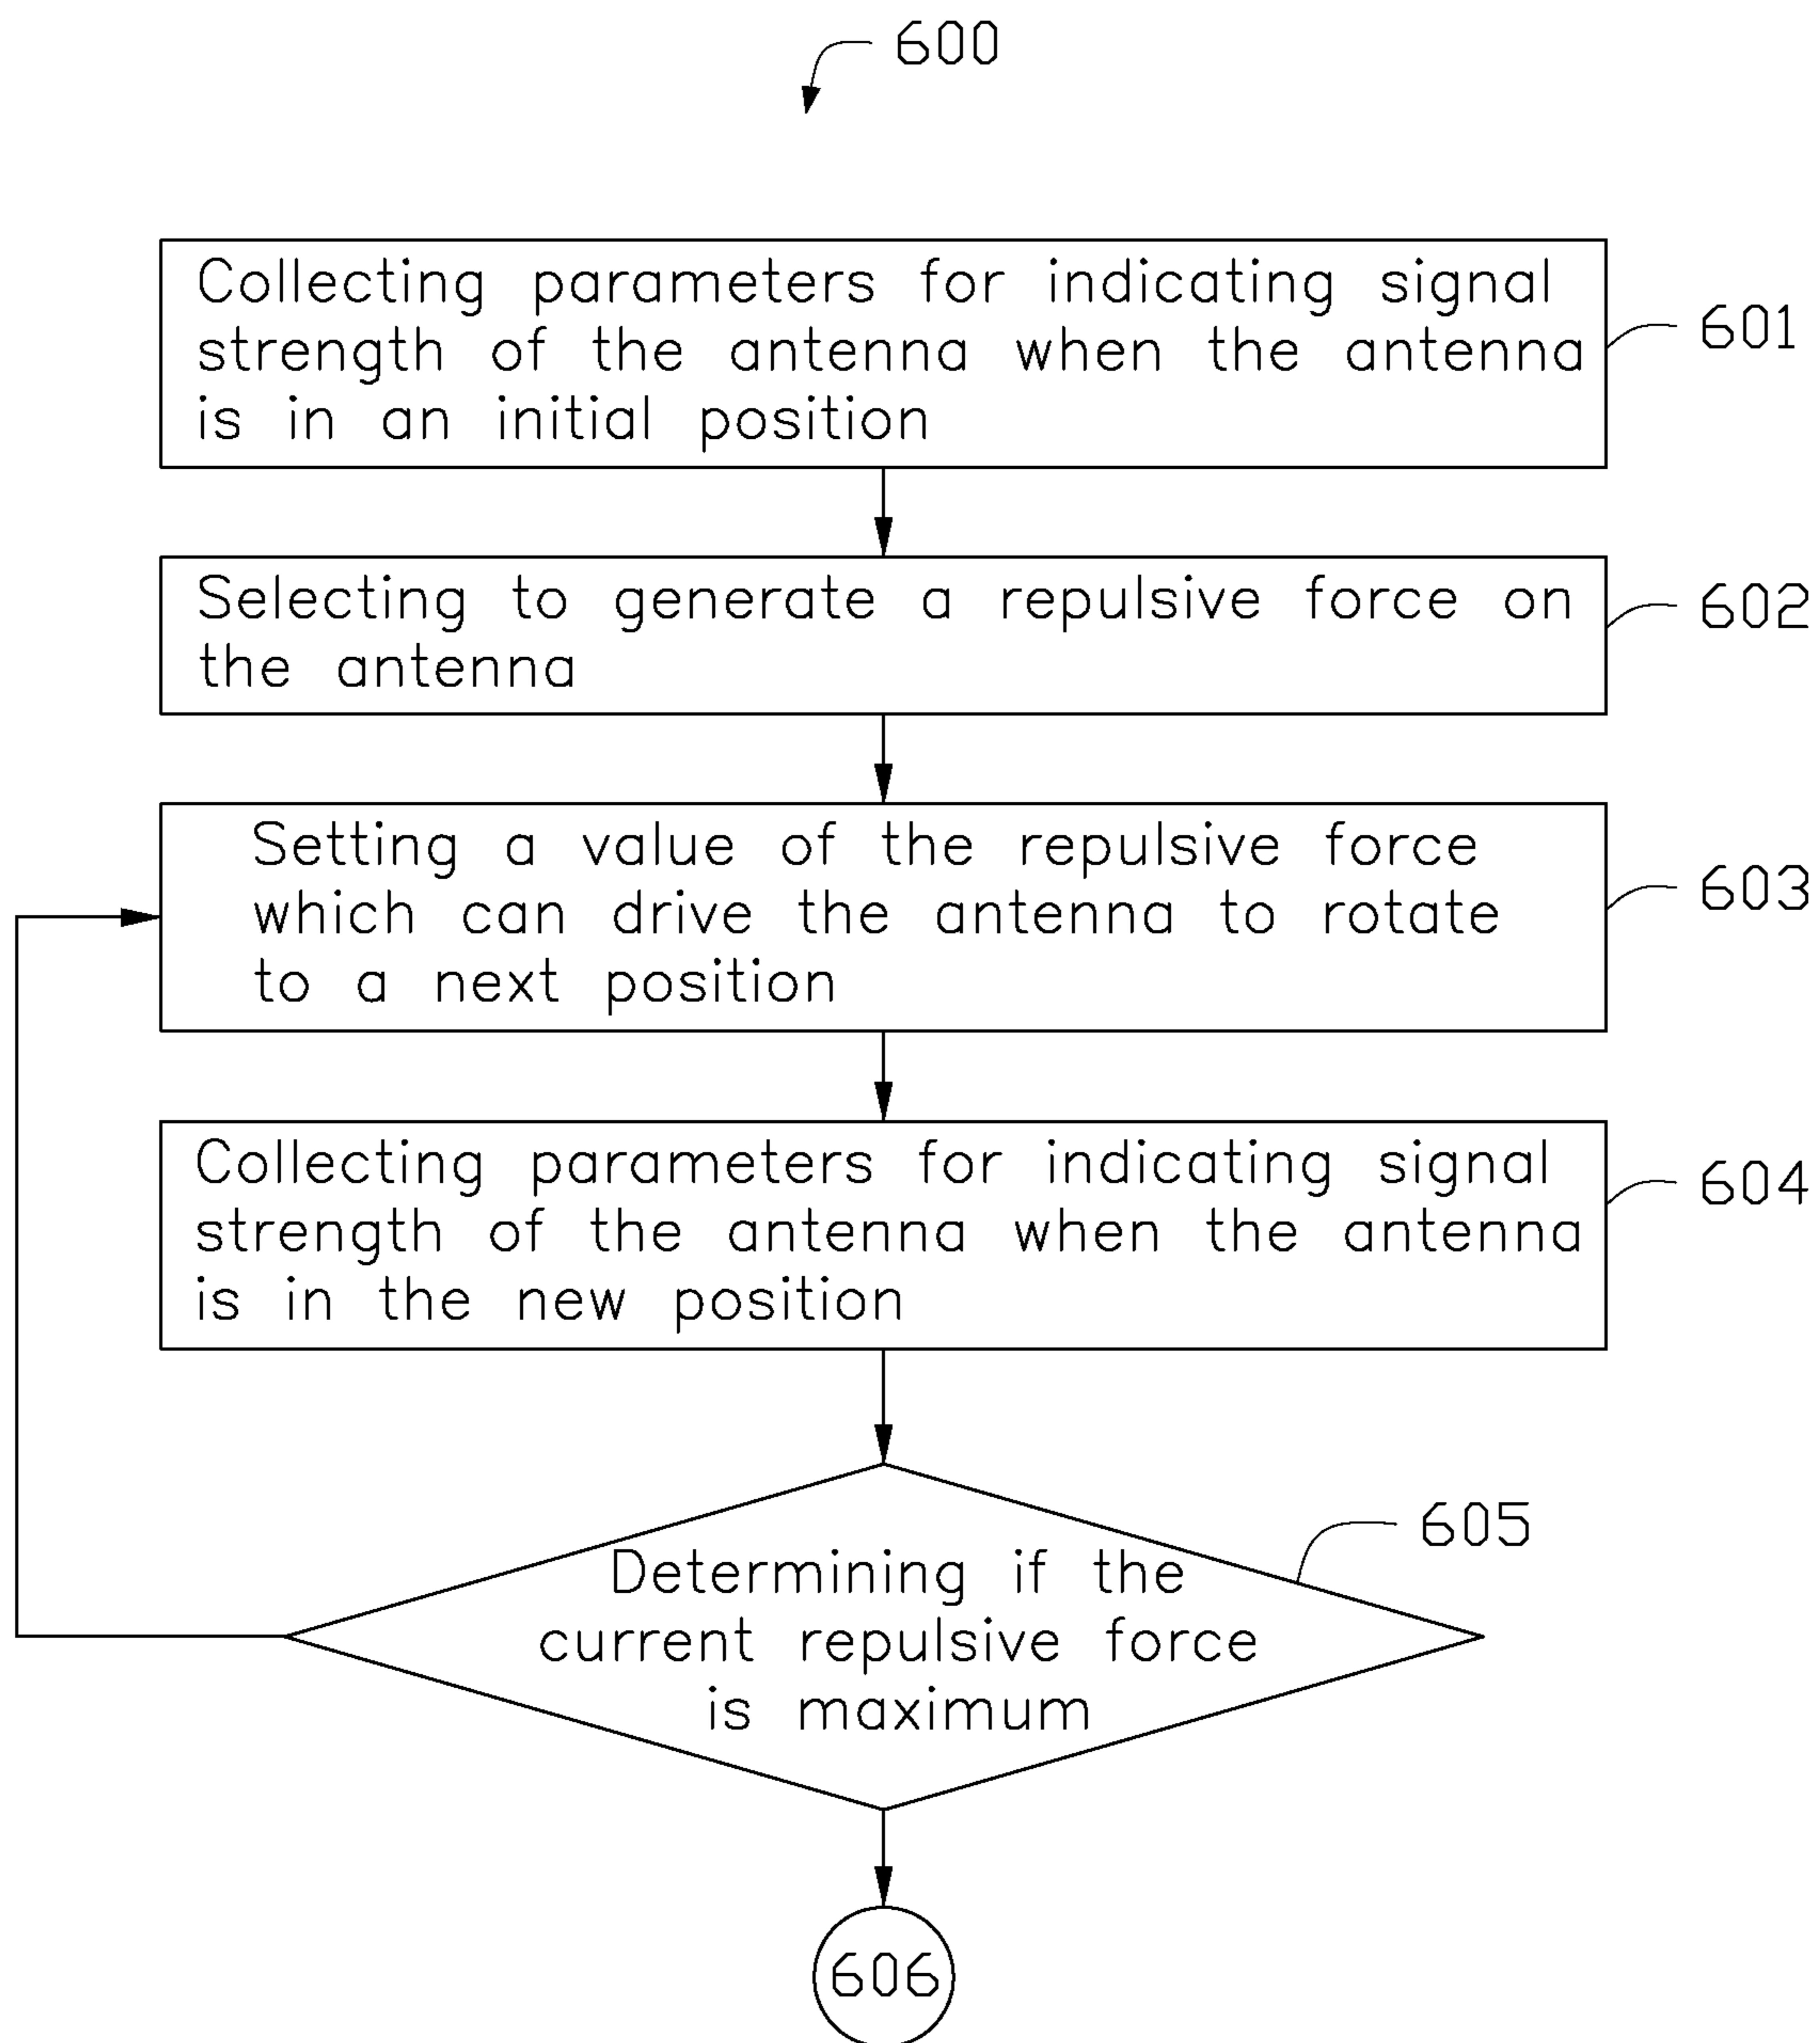 600
Collecting parameters for indicating signal
strength of the antenna when the antenna
is in an initial position
601
Selecting to generate a repulsive force on
the antenna
602
Setting a value of the repulsive force
which can drive the antenna to rotate
to a next position
603
Collecting parameters for indicating signal
strength of the antenna when the antenna
is in the new position
604
Determining if the
current repulsive force
is maximum
605
606